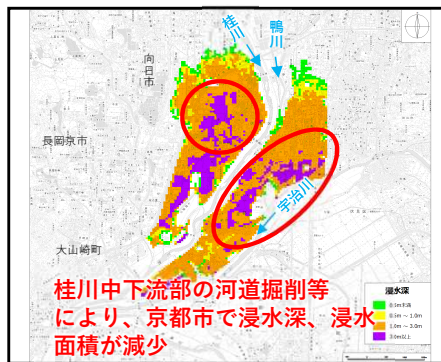 桂川
鴨川
向日市
長岡京市
宇治川
大山崎町
桂川中下流部の河道掘削等
により、京都市で浸水深、浸水
面積が減少
浸水深
0.5m未満
0.5m ～ 1.0m
1.0m ～ 3.0m
3.0m以上